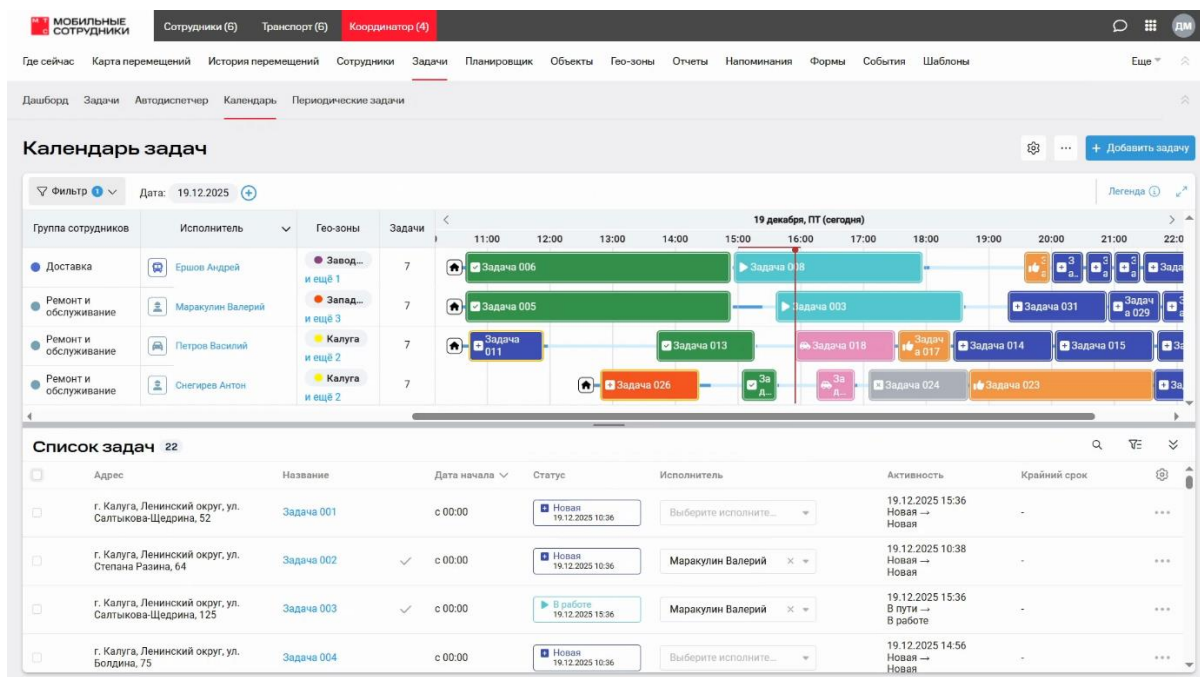 МТС
МОБИЛЬНЫЕ
СОТРУДНИКИ
Сотрудники (6) Транспорт (6) Координатор (4)
ДМ
Где сейчас Карта перемещений История перемещений Сотрудники Задачи Планировщик Объекты Гео-зоны Отчеты Напоминания Формы События Шаблоны Еще
Дашборд Задачи Автодиспетчер Календарь Периодические задачи
Календарь задач
+ Добавить задачу
Фильтр 1 Дата: 19.12.2025 Легенда
Группа сотрудников Исполнитель Гео-зоны Задачи
19 декабря, ПТ (сегодня)
11:00 12:00 13:00 14:00 15:00 16:00 17:00 18:00 19:00 20:00 21:00 22:0
Доставка Ершов Андрей Завод... 7 Задача 006 Задача 008
и ещё 1
Ремонт и
обслуживание Маракулин Валерий Запад... 7 Задача 005 Задача 003 Задача 031 Задач
а 029
и ещё 3
Ремонт и
обслуживание Петров Василий Калуга 7 Задача
011 Задача 013 Задача 018 Задач
а 017 Задача 014 Задача 015
и ещё 2
Ремонт и
обслуживание Снегирев Антон Калуга 7 Задача 026 За
д... За
д... Задача 024 Задача 023
и ещё 2
Список задач 22
Адрес Название Дата начала Статус Исполнитель Активность Крайний срок
г. Калуга, Ленинский округ, ул.
Салтыкова-Щедрина, 52
Задача 001 с 00:00
Новая
19.12.2025 10:36
Выберите исполните...
19.12.2025 15:36
Новая →
Новая
-
г. Калуга, Ленинский округ, ул.
Степана Разина, 64
Задача 002 с 00:00
Новая
19.12.2025 10:36
Маракулин Валерий
19.12.2025 10:38
Новая →
Новая
-
г. Калуга, Ленинский округ, ул.
Салтыкова-Щедрина, 125
Задача 003 с 00:00
В работе
19.12.2025 15:36
Маракулин Валерий
19.12.2025 15:36
В пути →
В работе
-
г. Калуга, Ленинский округ, ул.
Болдина, 75
Задача 004 с 00:00
Новая
19.12.2025 10:36
Выберите исполните...
19.12.2025 14:56
Новая →
Новая
-